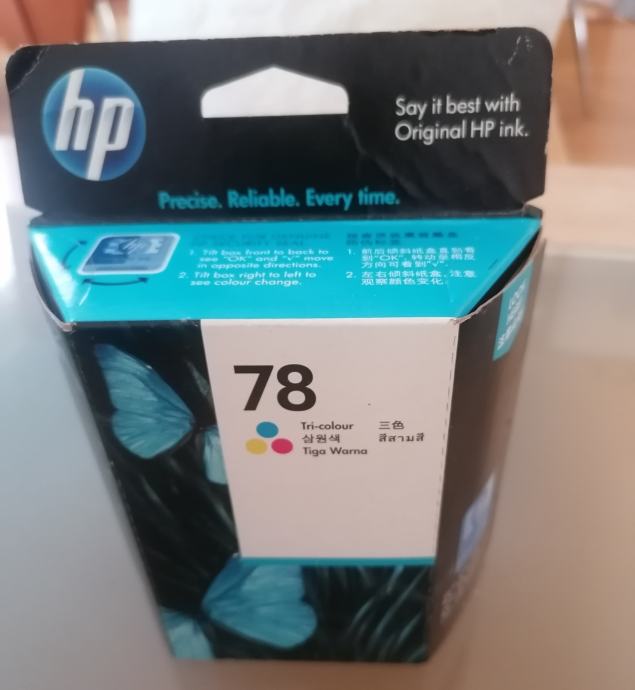 hp
Say it best with
Original HP ink.
Precise. Reliable. Every time.
1. Tilt box front to back to
see "OK" and "√" move
in opposite directions.
2. Tilt box right to left to
see colour change.
1. 前后倾斜纸盒直到看
到"OK", 转动至相反
方向可看到"√".
2. 左右倾斜纸盒, 注意
观察颜色变化.
78
Tri-colour 三色
삼원색 สีสามสี
Tiga Warna